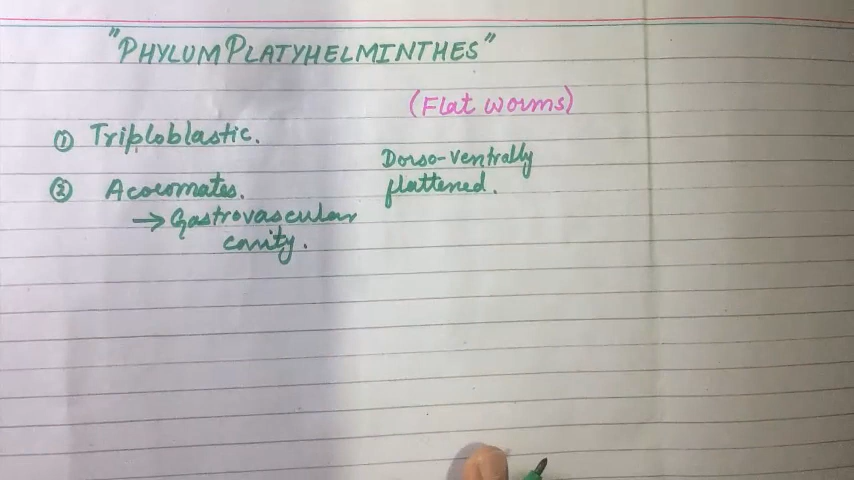 "PHYLUM PLATYHELMINTHES"
(Flat worms)
① Triploblastic.
Dorso-ventrally
flattened.
② Acoelomates.
→ Gastrovascular
cavity.